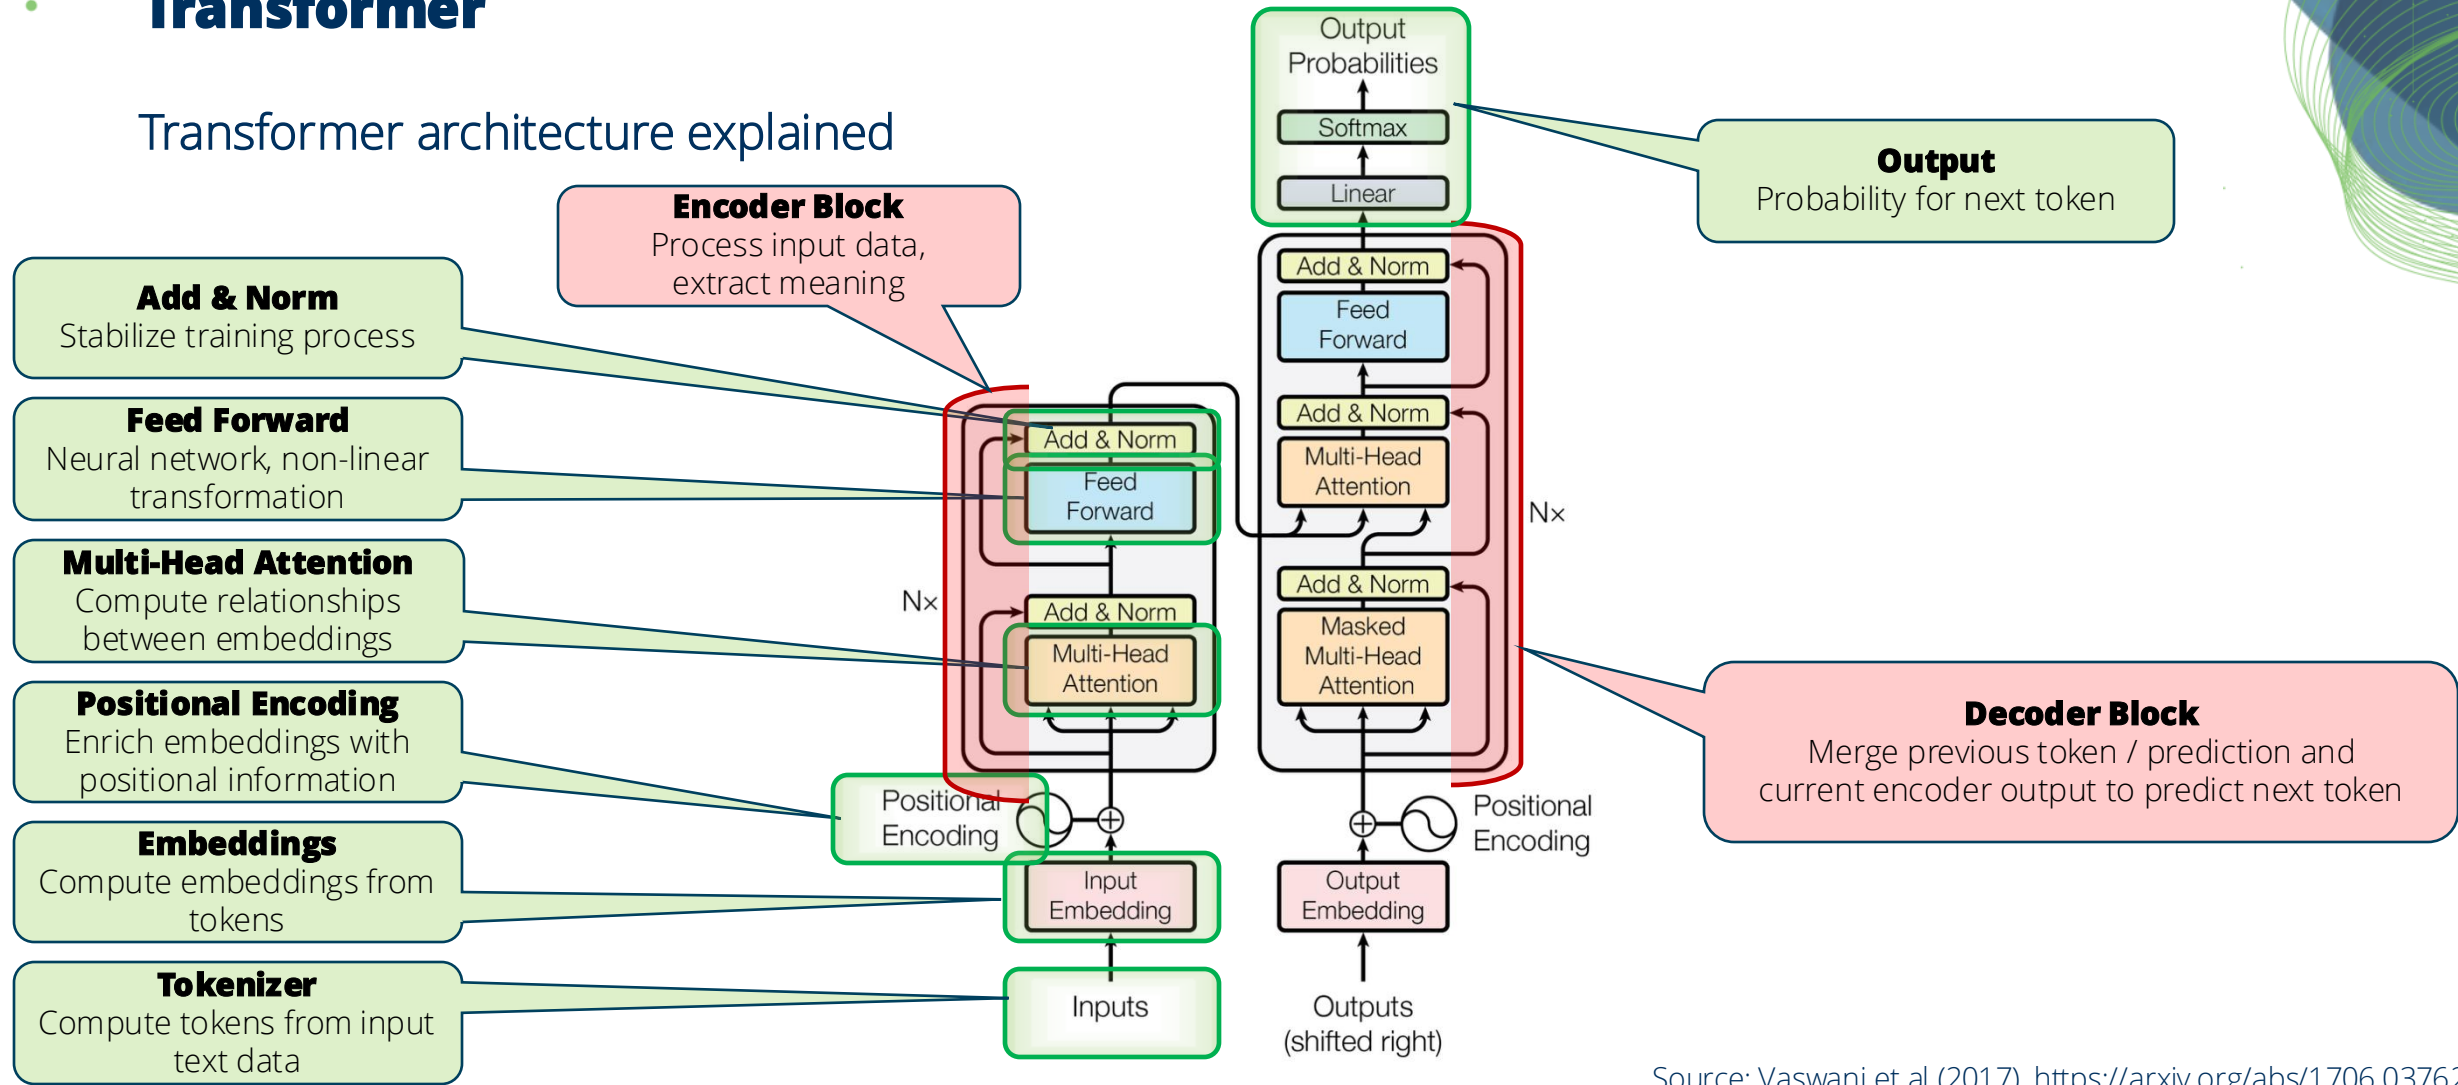 Transformer
Transformer architecture explained
Encoder Block
Process input data,
extract meaning
Add & Norm
Stabilize training process
Feed Forward
Neural network, non-linear
transformation
Multi-Head Attention
Compute relationships
between embeddings
Positional Encoding
Enrich embeddings with
positional information
Embeddings
Compute embeddings from
tokens
Tokenizer
Compute tokens from input
text data
Add & Norm
Feed
Forward
Nx
Add & Norm
Multi-Head
Attention
Positional
Encoding
Input
Embedding
Inputs
Output
Probabilities
Softmax
Linear
Add & Norm
Feed
Forward
Add & Norm
Multi-Head
Attention
Nx
Add & Norm
Masked
Multi-Head
Attention
Positional
Encoding
Output
Embedding
Outputs
(shifted right)
Output
Probability for next token
Decoder Block
Merge previous token / prediction and
current encoder output to predict next token
Source: Vaswani et al (2017), https://arxiv.org/abs/1706.03762